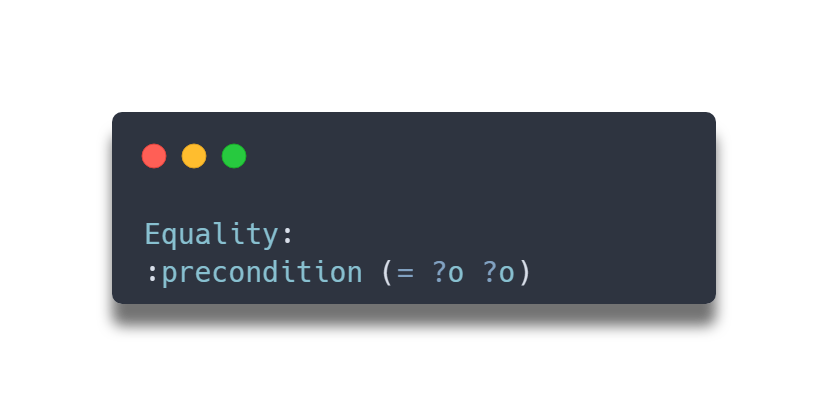 Equality:
:precondition (= ?o ?o)